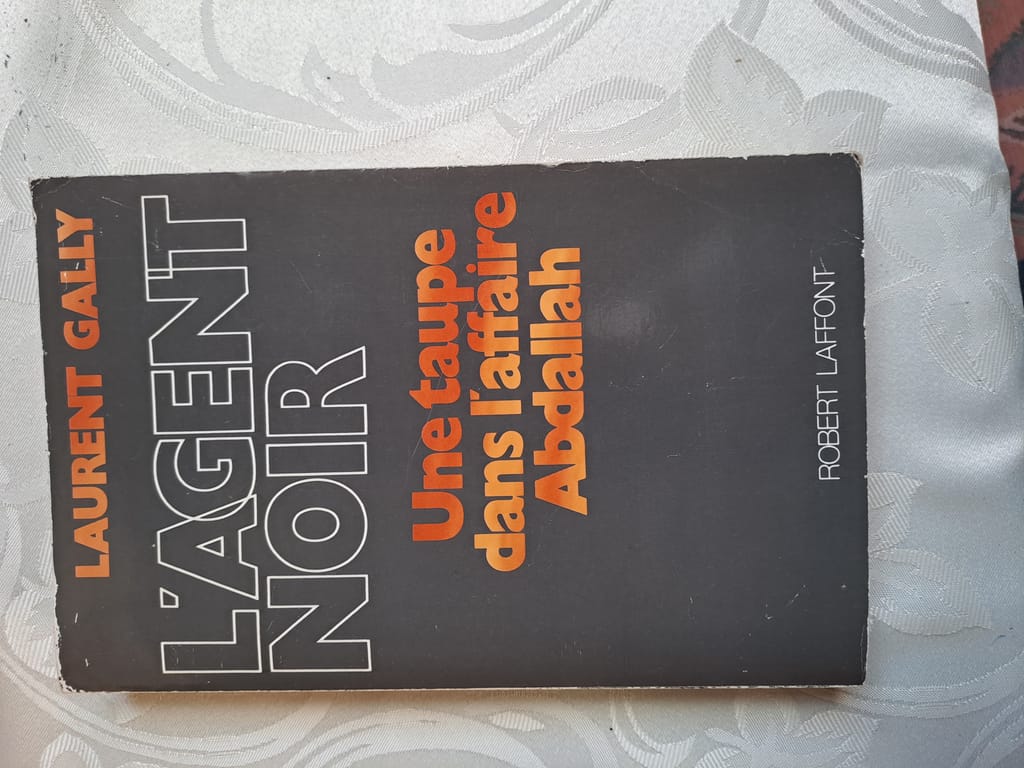 LAURENT GALLY
L'AGENT
NOIR
Une taupe
dans l'affaire
Abdallah
ROBERT LAFFONT